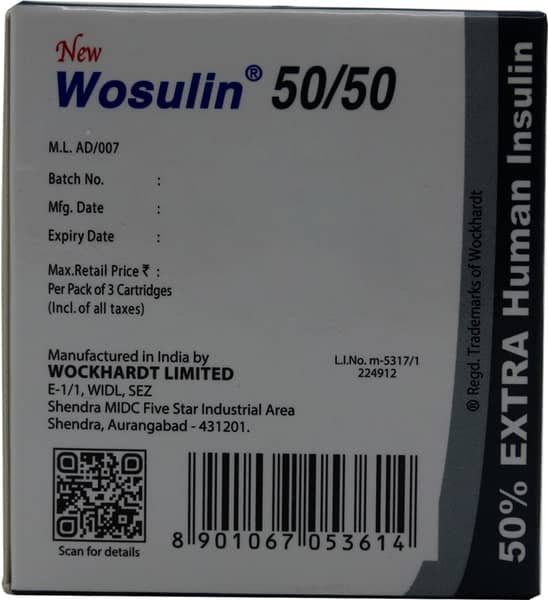 New
Wosulin® 50/50
M.L. AD/007
Batch No. :
Mfg. Date :
Expiry Date :
Max.Retail Price ₹ :
Per Pack of 3 Cartridges
(Incl. of all taxes)
Manufactured in India by
WOCKHARDT LIMITED
E-1/1, WIDL, SEZ
Shendra MIDC Five Star Industrial Area
Shendra, Aurangabad - 431201.
L.I.No. m-5317/1
224912
Scan for details
8 901067 053614
® Regd. Trademarks of Wockhardt
50% EXTRA Human Insulin